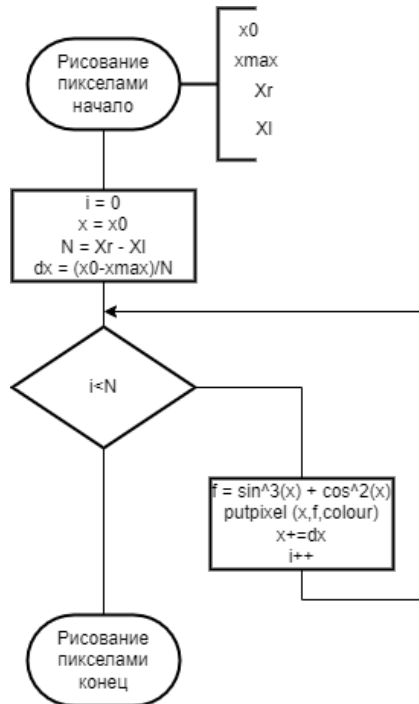 Рисование
пикселами
начало
x0
xmax
Xr
Xl
i = 0
x = x0
N = Xr - Xl
dx = (x0-xmax)/N
i<N
f = sin^3(x) + cos^2(x)
putpixel (x,f,colour)
x+=dx
i++
Рисование
пикселами
конец